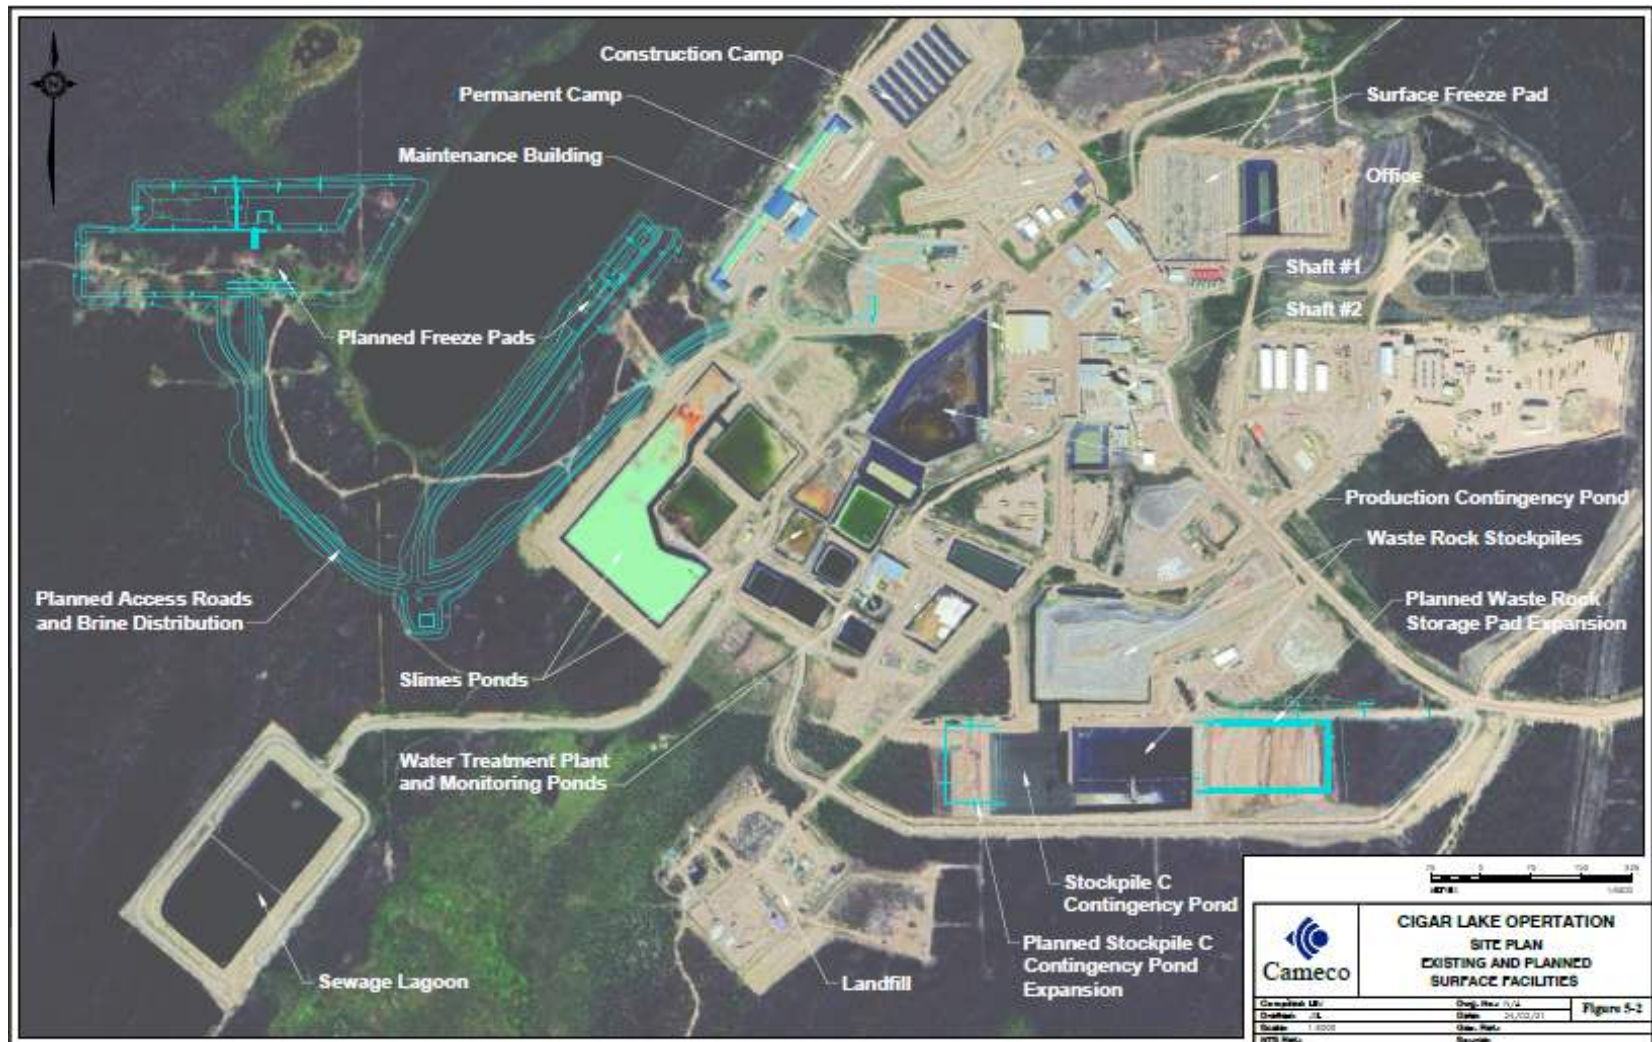 N
Construction Camp
Permanent Camp
Surface Freeze Pad
Maintenance Building
Office
Shaft #1
Shaft #2
Planned Freeze Pads
Production Contingency Pond
Waste Rock Stockpiles
Planned Access Roads
and Brine Distribution
Planned Waste Rock
Storage Pad Expansion
Slimes Ponds
Water Treatment Plant
and Monitoring Ponds
Stockpile C
Contingency Pond
Planned Stockpile C
Contingency Pond
Expansion
Sewage Lagoon
Landfill
Cameco
CIGAR LAKE OPERTATION
SITE PLAN
EXISTING AND PLANNED
SURFACE FACILITIES
Figure 5-2
Scale
Date